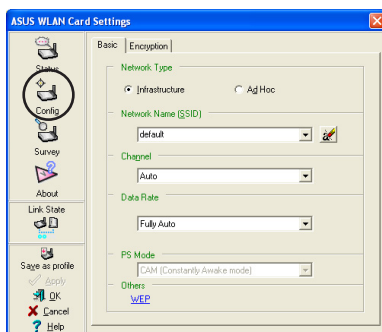 ASUS WLAN Card Settings
Status
Config
Survey
About
Link State
Save as profile
Apply
OK
Cancel
Help
Basic
Encryption
Network Type
Infrastructure
Ad Hoc
Network Name (SSID)
default
Channel
Auto
Data Rate
Fully Auto
PS Mode
CAM (Constantly Awake mode)
Others
WEP